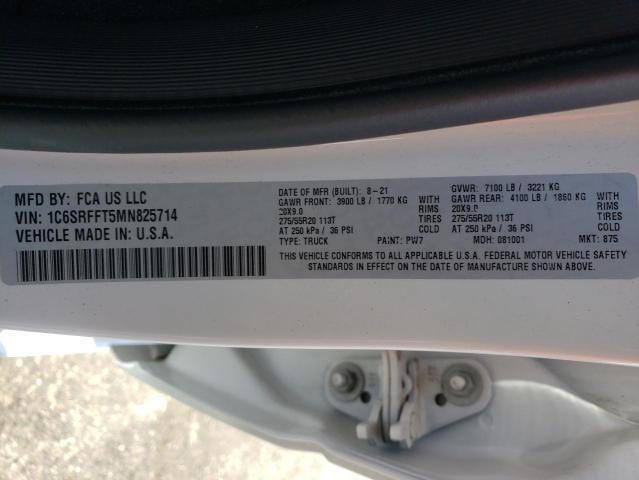 MFD BY: FCA US LLC
VIN: 1C6SRFFT5MN825714
VEHICLE MADE IN: U.S.A.
DATE OF MFR (BUILT): 8-21
GAWR FRONT: 3900 LB / 1770 KG WITH
20X9.0 RIMS
275/55R20 113T TIRES
AT 250 kPa / 36 PSI COLD
TYPE: TRUCK PAINT: PW7
GVWR: 7100 LB / 3221 KG
GAWR REAR: 4100 LB / 1860 KG WITH
20X9.0 RIMS
275/55R20 113T TIRES
AT 250 kPa / 36 PSI COLD
MDH: 081001 MKT: 875
THIS VEHICLE CONFORMS TO ALL APPLICABLE U.S.A. FEDERAL MOTOR VEHICLE SAFETY
STANDARDS IN EFFECT ON THE DATE OF MANUFACTURE SHOWN ABOVE.